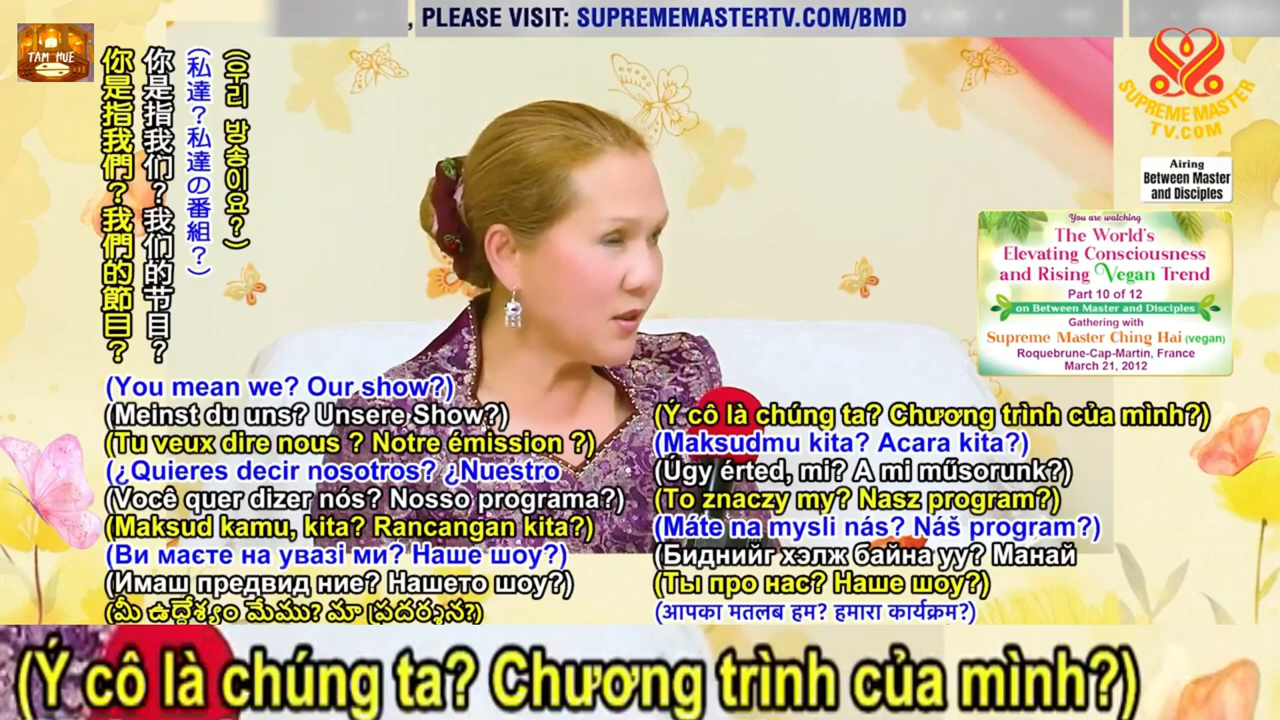 , PLEASE VISIT: SUPREMEMASTERTV.COM/BMD
TAM HUE
SUPREME MASTER
TV.COM
Airing
Between Master
and Disciples
You are watching
The World's
Elevating Consciousness
and Rising Vegan Trend
Part 10 of 12
on Between Master and Disciples
Gathering with
Supreme Master Ching Hai (vegan)
Roquebrune-Cap-Martin, France
March 21, 2012
(우리 방송이요?)
(私達？私達の番組？)
你是指我们？我们的节目？
你是指我們？我們的節目？
(You mean we? Our show?)
(Meinst du uns? Unsere Show?)
(Tu veux dire nous ? Notre émission ?)
(¿Quieres decir nosotros? ¿Nuestro
(Você quer dizer nós? Nosso programa?)
(Maksud kamu, kita? Rancangan kita?)
(Ви маєте на увазі ми? Наше шоу?)
(Имаш предвид ние? Нашето шоу?)
(మీ ఉద్దేశ్యం మేము? మా ప్రదర్శన?)
(Ý cô là chúng ta? Chương trình của mình?)
(Maksudmu kita? Acara kita?)
(Úgy érted, mi? A mi műsorunk?)
(To znaczy my? Nasz program?)
(Máte na mysli nás? Náš program?)
(Биднийг хэлж байна уу? Манай
(Ты про нас? Наше шоу?)
(आपका मतलब हम? हमारा कार्यक्रम?)
(Ý cô là chúng ta? Chương trình của mình?)